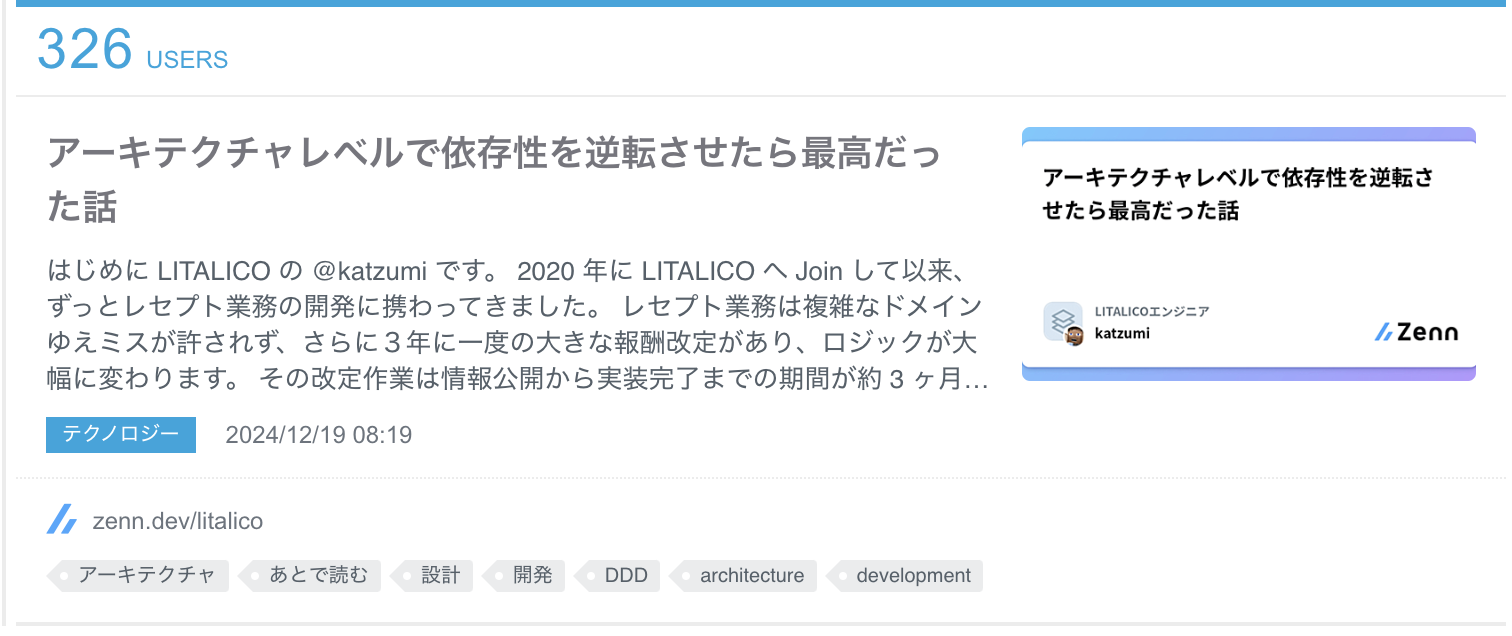 326 USERS
アーキテクチャレベルで依存性を逆転させたら最高だっ
た話
はじめに LITALICO の @katzumi です。 2020 年に LITALICO へ Join して以来、
ずっとレセプト業務の開発に携わってきました。 レセプト業務は複雑なドメイン
ゆえミスが許されず、さらに３年に一度の大きな報酬改定があり、ロジックが大
幅に変わります。 その改定作業は情報公開から実装完了までの期間が約 3 ヶ月…
テクノロジー 2024/12/19 08:19
アーキテクチャレベルで依存性を逆転さ
せたら最高だった話
LITALICOエンジニア
katzumi
Zenn
zenn.dev/litalico
アーキテクチャ あとで読む 設計 開発 DDD architecture development